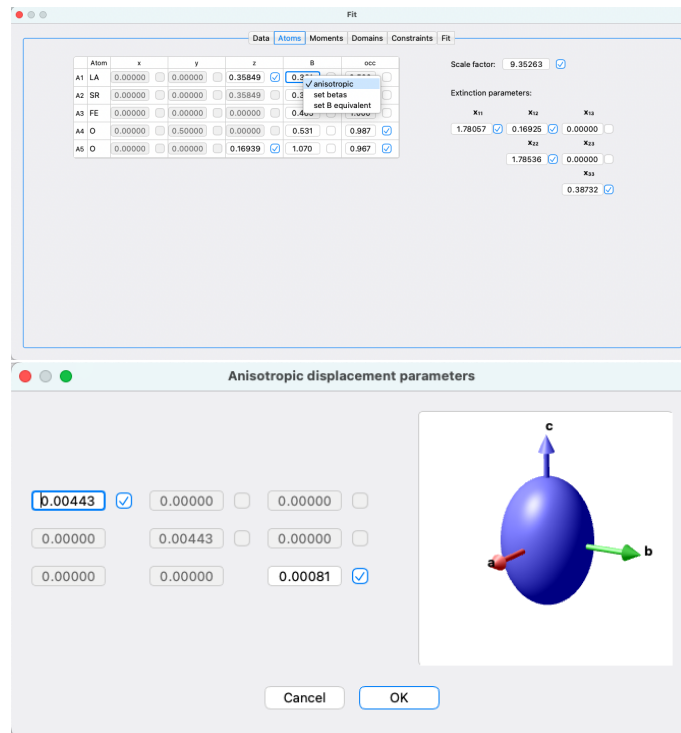 Fit
Data Atoms Moments Domains Constraints Fit
Atom x y z B occ
A1 LA 0.00000 0.00000 0.35849
A2 SR 0.00000 0.00000 0.35849
A3 FE 0.00000 0.00000 0.00000
A4 O 0.00000 0.50000 0.00000 0.531 0.987
A5 O 0.00000 0.00000 0.16939 1.070 0.967
✓ anisotropic
set betas
set B equivalent
Scale factor: 9.35263
Extinction parameters:
x₁₁ x₁₂ x₁₃
1.78057 0.16925 0.00000
x₂₂ x₂₃
1.78536 0.00000
x₃₃
0.38732
Anisotropic displacement parameters
0.00443 0.00000 0.00000
0.00000 0.00443 0.00000
0.00000 0.00000 0.00081
c
b
a
Cancel OK